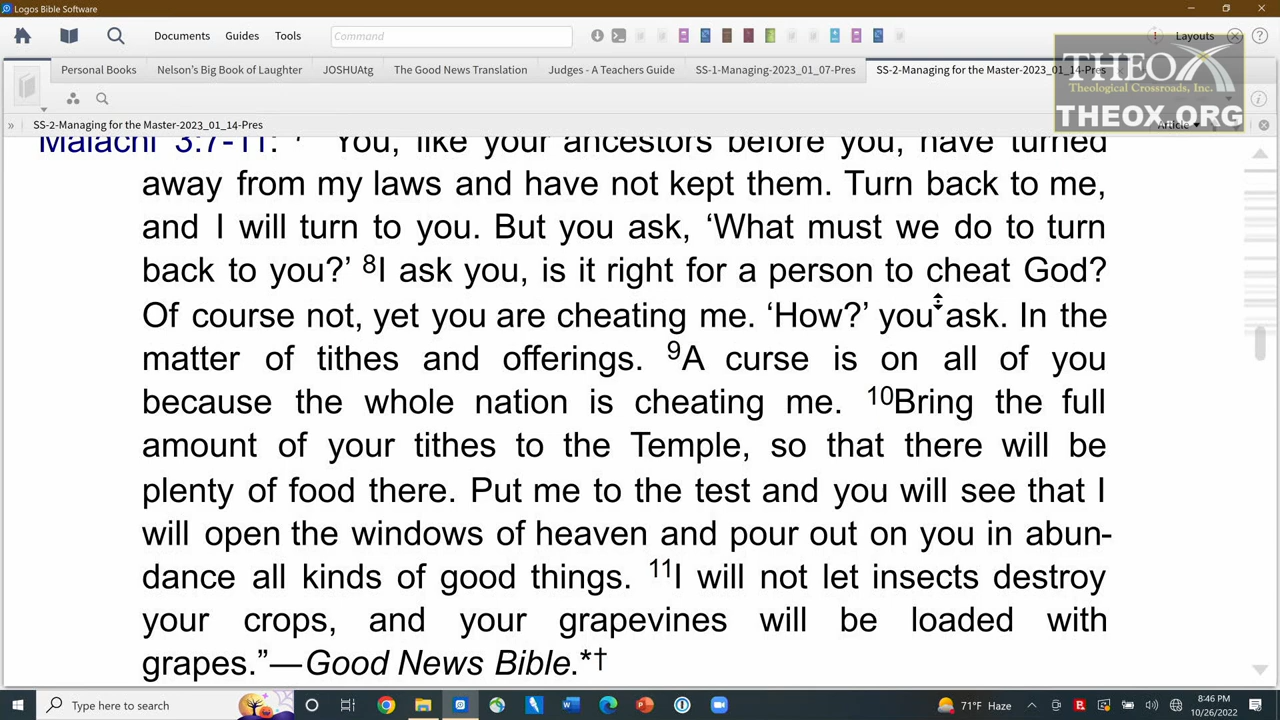 Logos Bible Software
Documents Guides Tools Command Layouts
Personal Books Nelson's Big Book of Laughter JOSHU News Translation Judges - A Teachers Guide SS-1-Managing-2023_01_07-Pres SS-2-Managing for the Master-2023_01_14-Pres
THEOX
Theological Crossroads, Inc.
THEOX.ORG
SS-2-Managing for the Master-2023_01_14-Pres Article
Malachi 3:7-11: “You, like your ancestors before you, have turned
away from my laws and have not kept them. Turn back to me,
and I will turn to you. But you ask, ‘What must we do to turn
back to you?’ 8I ask you, is it right for a person to cheat God?
Of course not, yet you are cheating me. ‘How?’ you ask. In the
matter of tithes and offerings. 9A curse is on all of you
because the whole nation is cheating me. 10Bring the full
amount of your tithes to the Temple, so that there will be
plenty of food there. Put me to the test and you will see that I
will open the windows of heaven and pour out on you in abun-
dance all kinds of good things. 11I will not let insects destroy
your crops, and your grapevines will be loaded with
grapes.”—Good News Bible.*†
Type here to search
71°F Haze
8:46 PM
10/26/2022